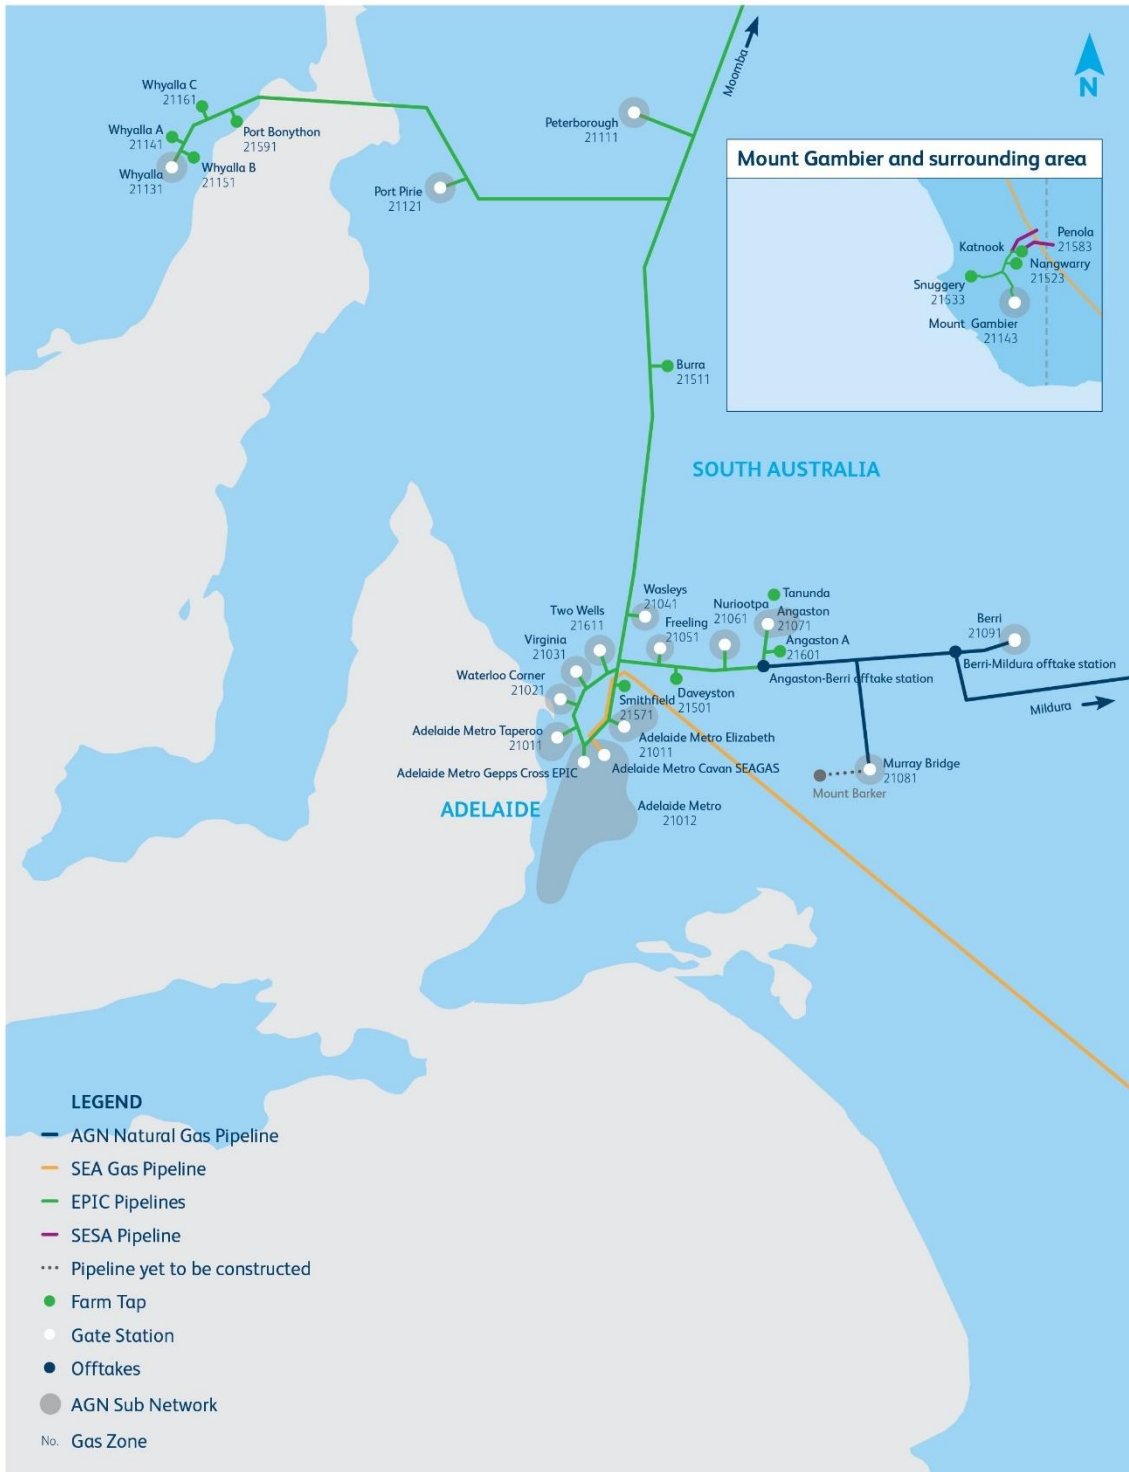 Moomba
N
Whyalla C
21161
Whyalla A
21141
Port Bonython
21591
Whyalla B
21151
Whyalla
21131
Port Pirie
21121
Peterborough
21111
Mount Gambier and surrounding area
Penola
21583
Katnook
Nangwarry
21523
Snuggery
21533
Mount Gambier
21143
Burra
21511
SOUTH AUSTRALIA
Wasleys
21041
Two Wells
21611
Freeling
21051
Nuriootpa
21061
Tanunda
Angaston
21071
Angaston A
21601
Berri
21091
Virginia
21031
Waterloo Corner
21021
Smithfield
21571
Daveyston
21501
Angaston-Berri offtake station
Berri-Mildura offtake station
Mildura
Adelaide Metro Taperoo
21011
Adelaide Metro Elizabeth
21011
Adelaide Metro Gepps Cross EPIC
Adelaide Metro Cavan SEAGAS
Murray Bridge
21081
Mount Barker
ADELAIDE
Adelaide Metro
21012
LEGEND
AGN Natural Gas Pipeline
SEA Gas Pipeline
EPIC Pipelines
SESA Pipeline
Pipeline yet to be constructed
Farm Tap
Gate Station
Offtakes
AGN Sub Network
No. Gas Zone